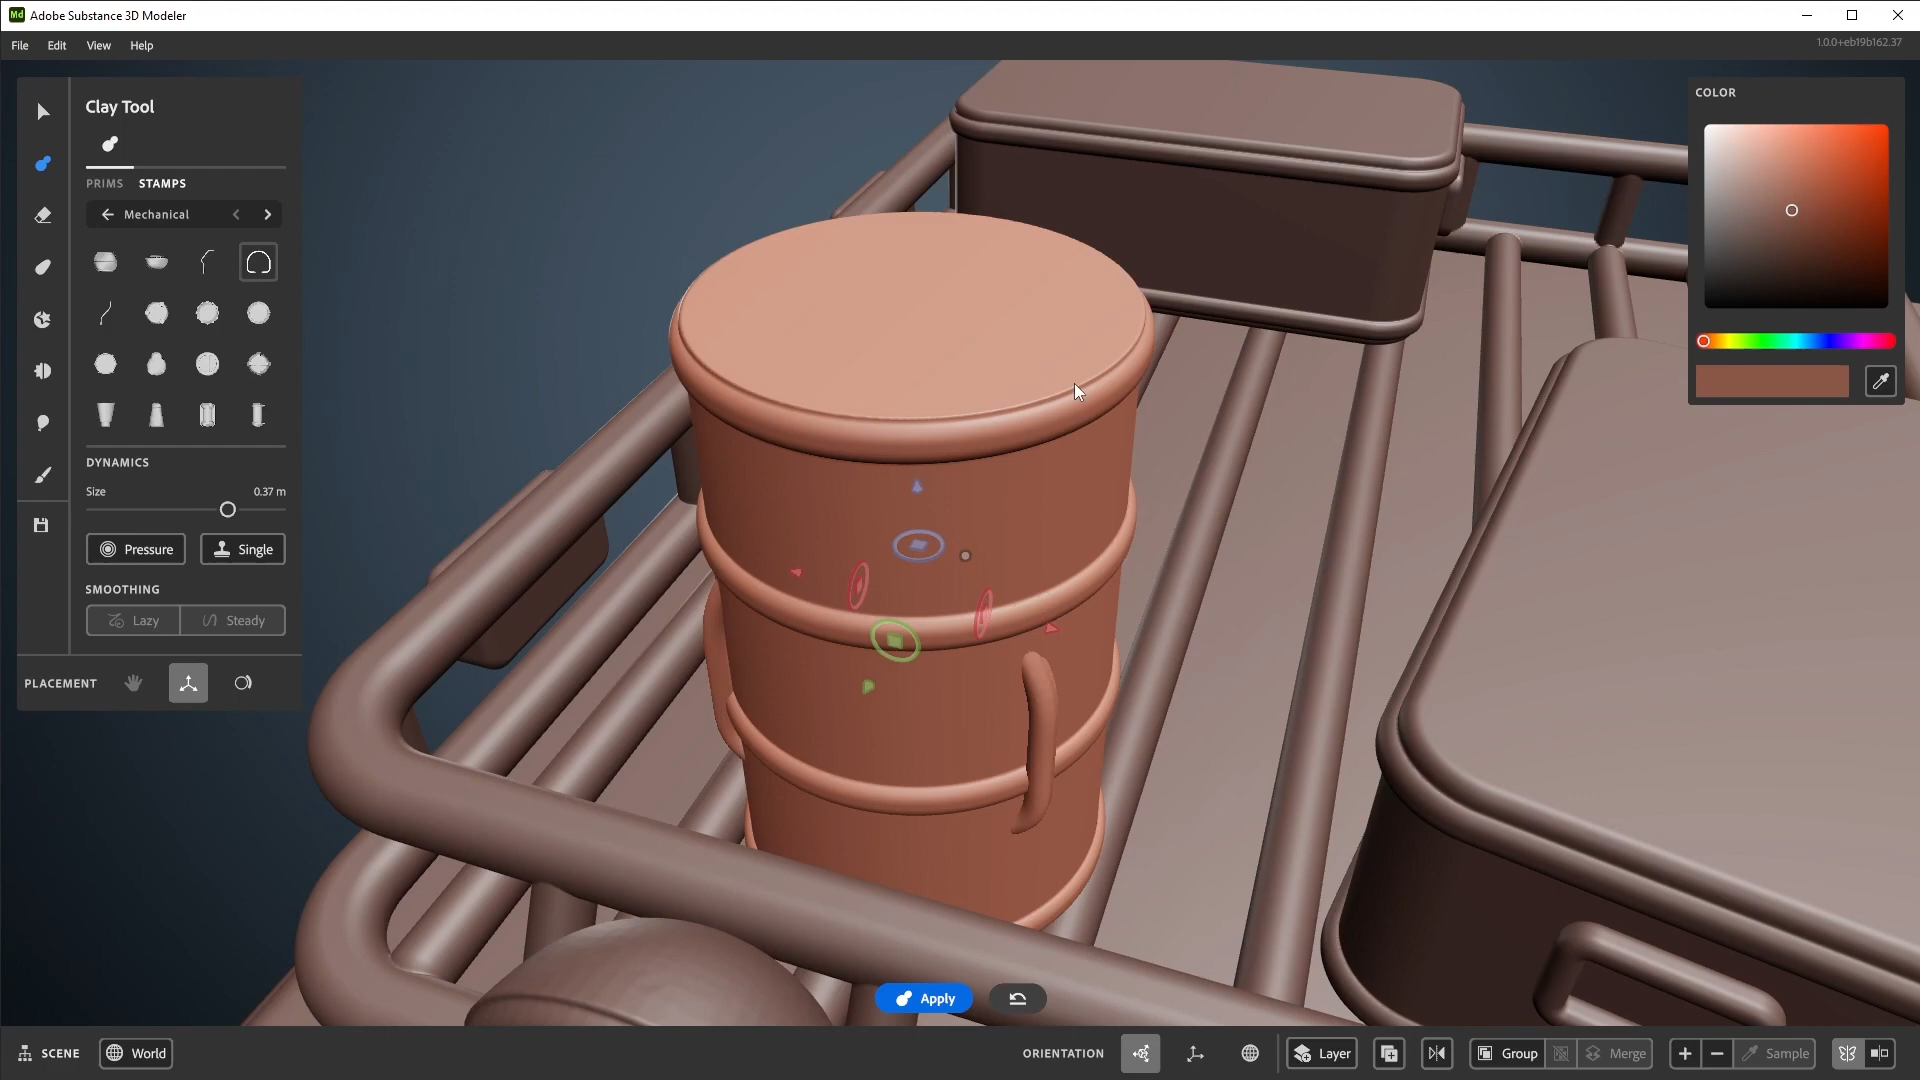 Md Adobe Substance 3D Modeler
File Edit View Help
1.0.0+eb19b162.37
Clay Tool
COLOR
PRIMS STAMPS
Mechanical
DYNAMICS
Size 0.37 m
Pressure Single
SMOOTHING
Lazy Steady
PLACEMENT
Apply
SCENE World ORIENTATION Layer Group Merge Sample